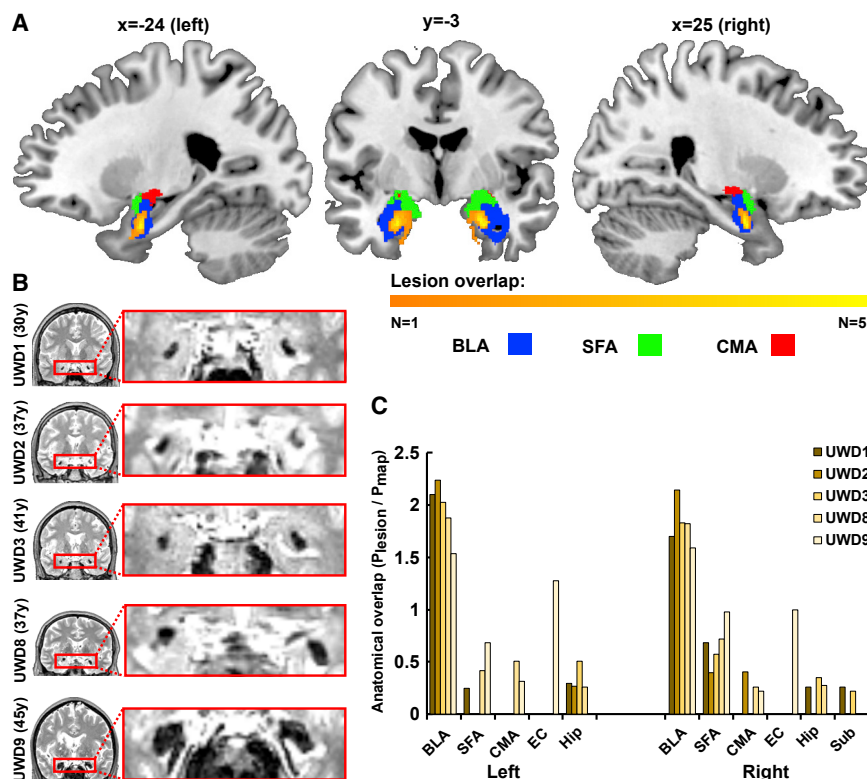 A
x=-24 (left)
y=-3
x=25 (right)
Lesion overlap:
N=1
N=5
BLA
SFA
CMA
B
UWD1 (30y)
UWD2 (37y)
UWD3 (41y)
UWD8 (37y)
UWD9 (45y)
C
Anatomical overlap (Plesion / Pmap)
2.5
2
1.5
1
0.5
0
UWD1
UWD2
UWD3
UWD8
UWD9
BLA
SFA
CMA
EC
Hip
BLA
SFA
CMA
EC
Hip
Sub
Left
Right